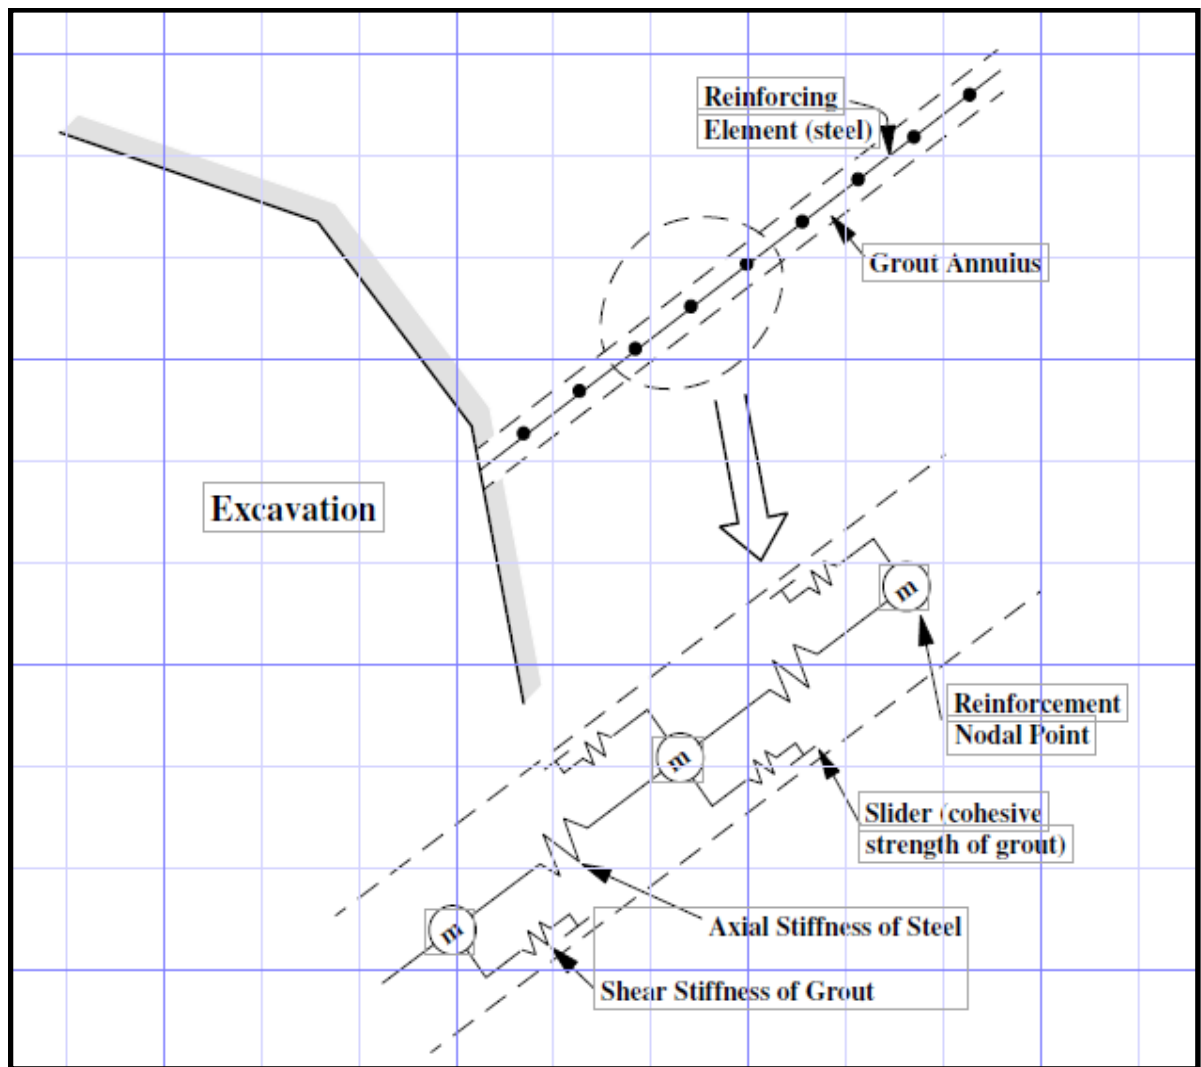 Reinforcing
Element (steel)
Grout Annulus
Excavation
m
Reinforcement
Nodal Point
m
Slider (cohesive
strength of grout)
m
Axial Stiffness of Steel
Shear Stiffness of Grout